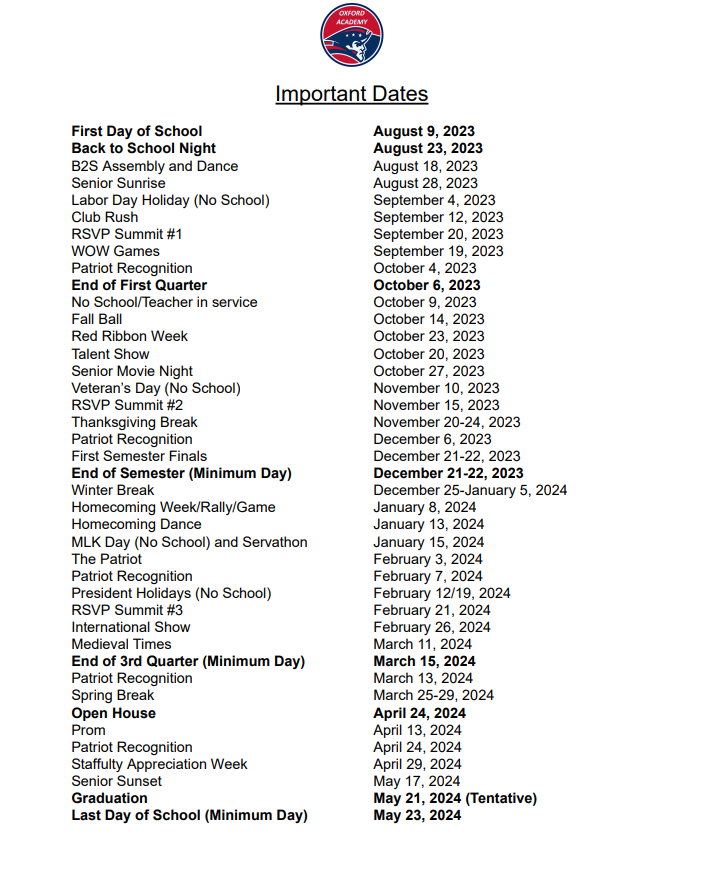 OXFORD
ACADEMY
Important Dates
First Day of School August 9, 2023
Back to School Night August 23, 2023
B2S Assembly and Dance August 18, 2023
Senior Sunrise August 28, 2023
Labor Day Holiday (No School) September 4, 2023
Club Rush September 12, 2023
RSVP Summit #1 September 20, 2023
WOW Games September 19, 2023
Patriot Recognition October 4, 2023
End of First Quarter October 6, 2023
No School/Teacher in service October 9, 2023
Fall Ball October 14, 2023
Red Ribbon Week October 23, 2023
Talent Show October 20, 2023
Senior Movie Night October 27, 2023
Veteran’s Day (No School) November 10, 2023
RSVP Summit #2 November 15, 2023
Thanksgiving Break November 20-24, 2023
Patriot Recognition December 6, 2023
First Semester Finals December 21-22, 2023
End of Semester (Minimum Day) December 21-22, 2023
Winter Break December 25-January 5, 2024
Homecoming Week/Rally/Game January 8, 2024
Homecoming Dance January 13, 2024
MLK Day (No School) and Servathon January 15, 2024
The Patriot February 3, 2024
Patriot Recognition February 7, 2024
President Holidays (No School) February 12/19, 2024
RSVP Summit #3 February 21, 2024
International Show February 26, 2024
Medieval Times March 11, 2024
End of 3rd Quarter (Minimum Day) March 15, 2024
Patriot Recognition March 13, 2024
Spring Break March 25-29, 2024
Open House April 24, 2024
Prom April 13, 2024
Patriot Recognition April 24, 2024
Staffulty Appreciation Week April 29, 2024
Senior Sunset May 17, 2024
Graduation May 21, 2024 (Tentative)
Last Day of School (Minimum Day) May 23, 2024